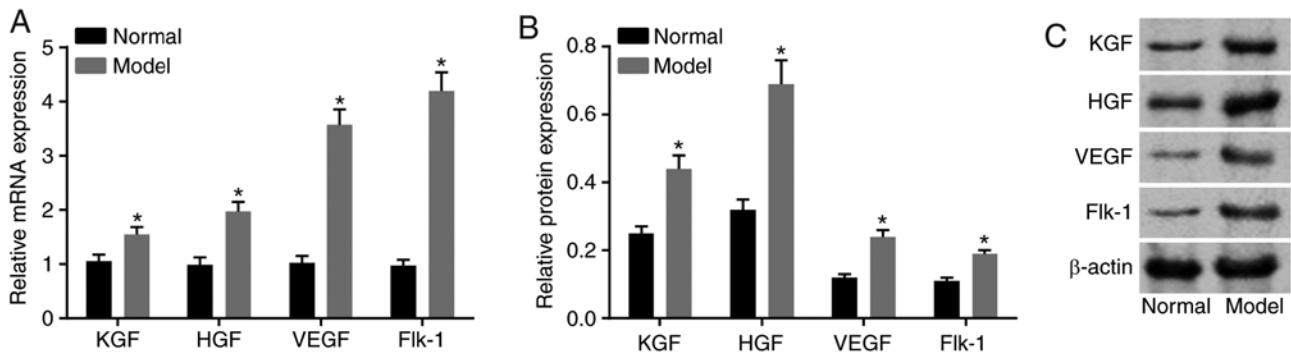 A
Normal
Model
Relative mRNA expression
5
4
3
2
1
0
* * * *
KGF HGF VEGF Flk-1
B
Normal
Model
Relative protein expression
0.8
0.6
0.4
0.2
0.0
* * * *
KGF HGF VEGF Flk-1
C
KGF
HGF
VEGF
Flk-1
β-actin
Normal Model